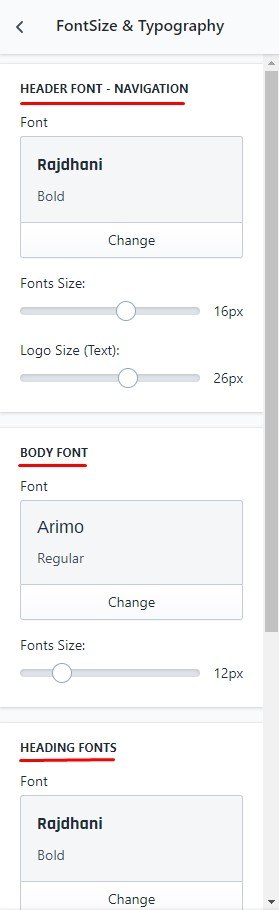 FontSize & Typography
HEADER FONT - NAVIGATION
Font
Rajdhani
Bold
Change
Fonts Size:
16px
Logo Size (Text):
26px
BODY FONT
Font
Arimo
Regular
Change
Fonts Size:
12px
HEADING FONTS
Font
Rajdhani
Bold
Change